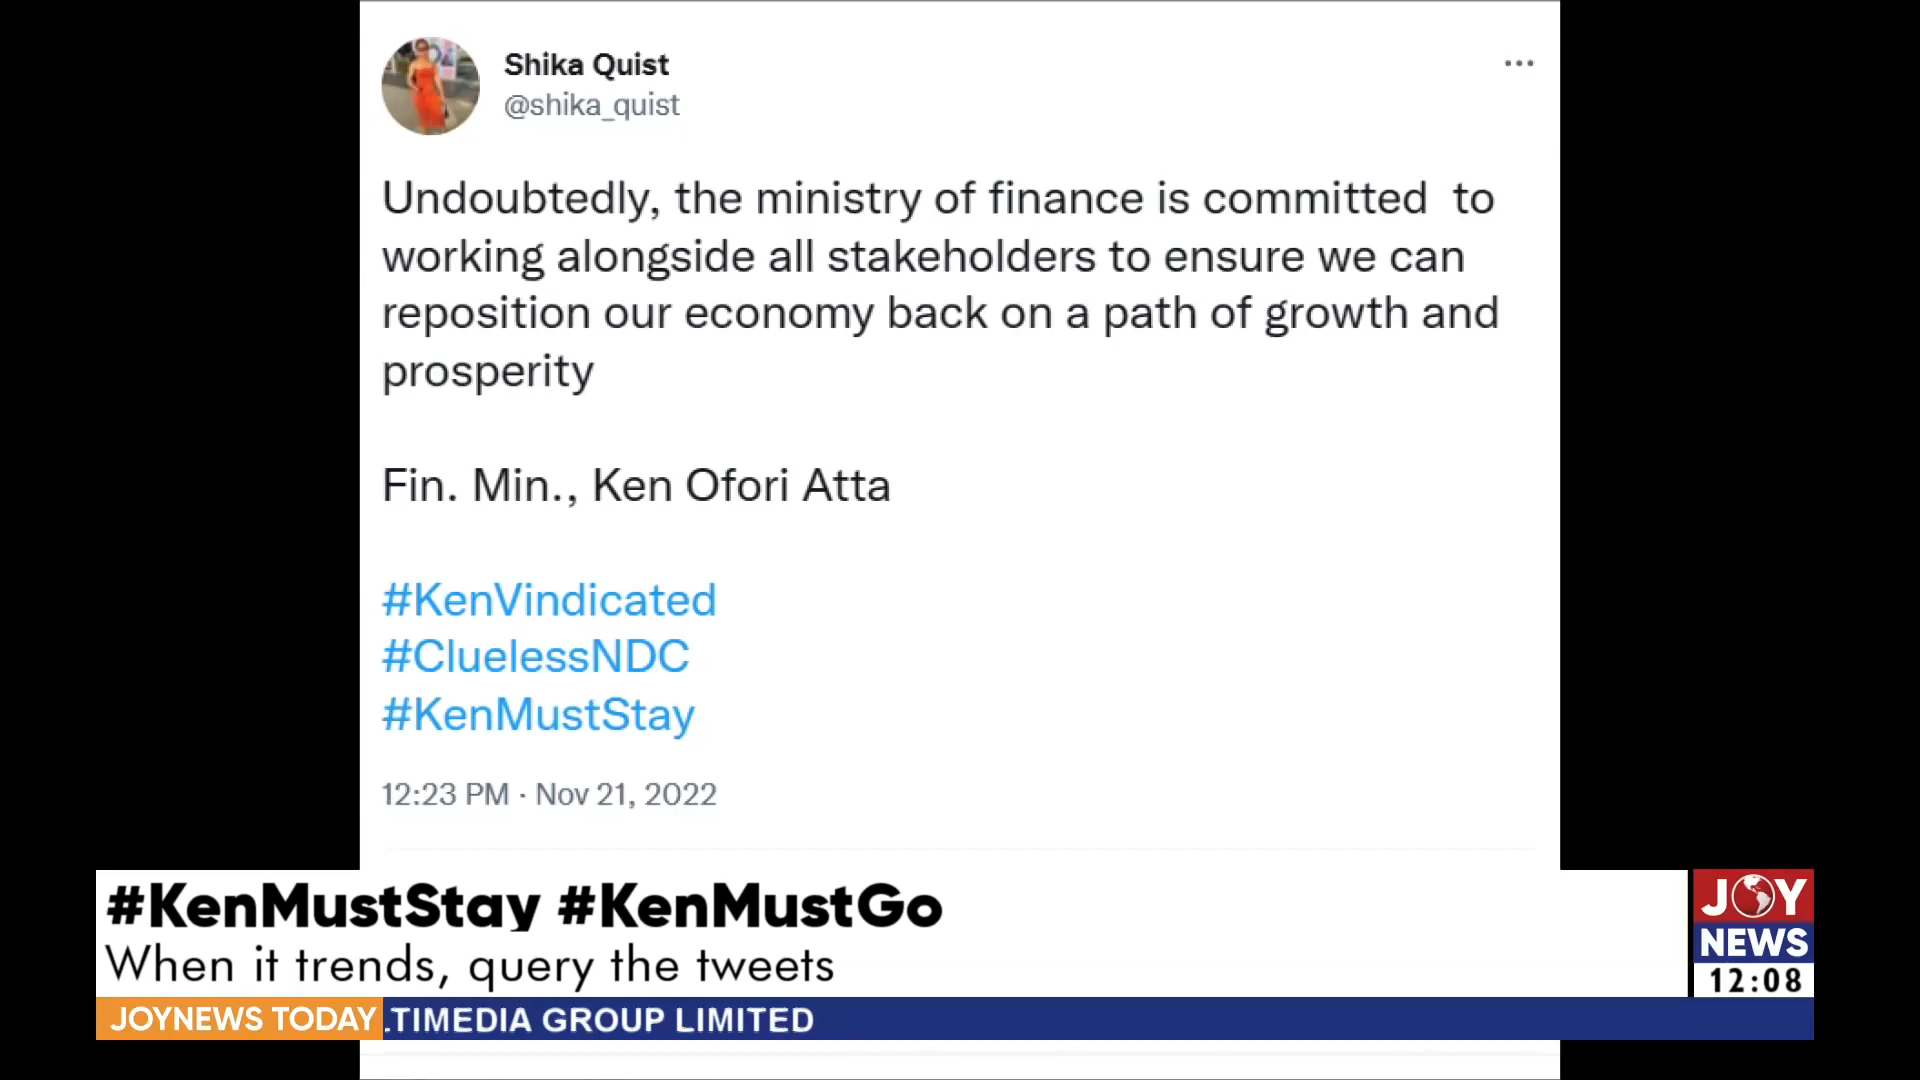 Shika Quist
@shika_quist
Undoubtedly, the ministry of finance is committed to
working alongside all stakeholders to ensure we can
reposition our economy back on a path of growth and
prosperity
Fin. Min., Ken Ofori Atta
#KenVindicated
#CluelessNDC
#KenMustStay
12:23 PM · Nov 21, 2022
#KenMustStay #KenMustGo
When it trends, query the tweets
JOY
NEWS
12:08
JOYNEWS TODAY
.TIMEDIA GROUP LIMITED